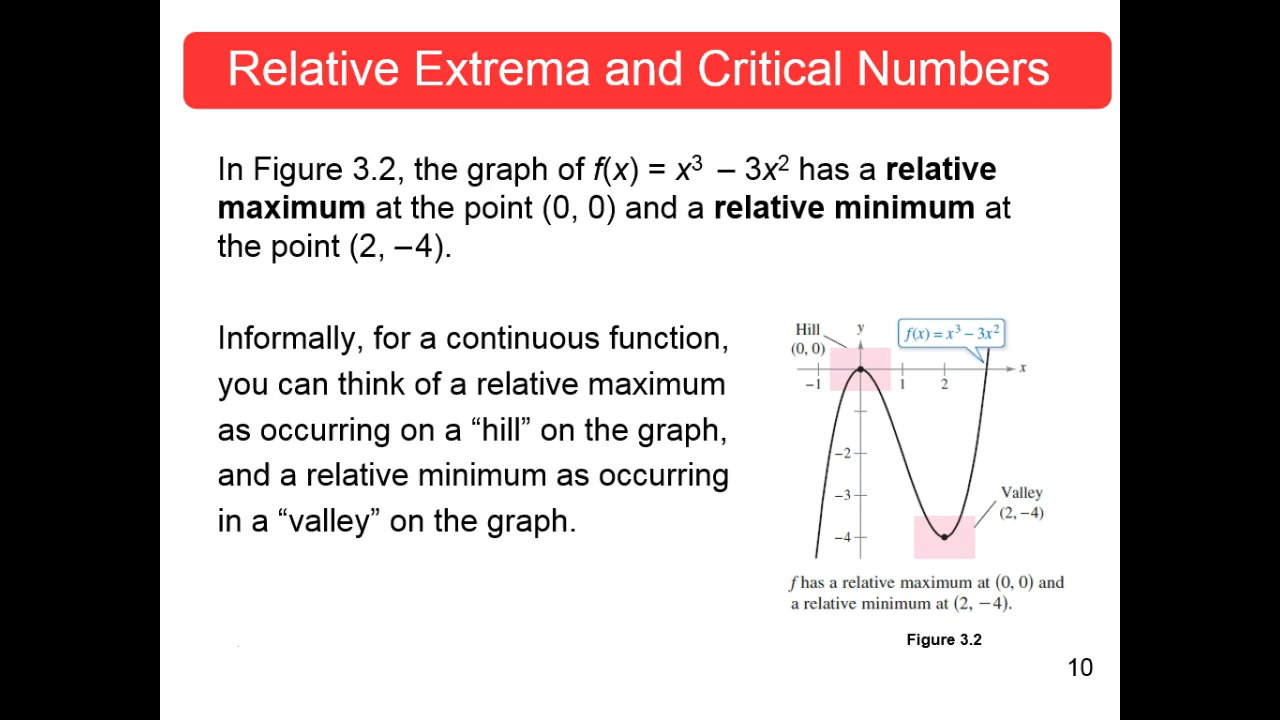 Relative Extrema and Critical Numbers
In Figure 3.2, the graph of f(x) = x³ – 3x² has a relative
maximum at the point (0, 0) and a relative minimum at
the point (2, –4).
Informally, for a continuous function,
you can think of a relative maximum
as occurring on a “hill” on the graph,
and a relative minimum as occurring
in a “valley” on the graph.
Hill
(0, 0)
y
f(x) = x³ – 3x²
x
–1
1
2
–2
–3
–4
Valley
(2, –4)
f has a relative maximum at (0, 0) and
a relative minimum at (2, –4).
Figure 3.2
10